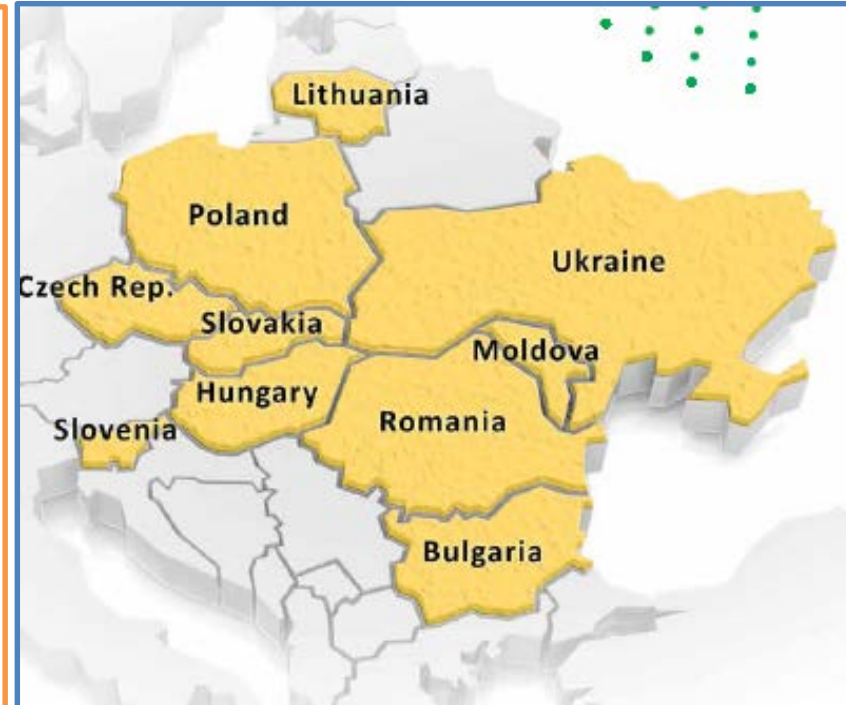 Lithuania
Poland
Ukraine
Czech Rep.
Slovakia
Moldova
Hungary
Romania
Slovenia
Bulgaria